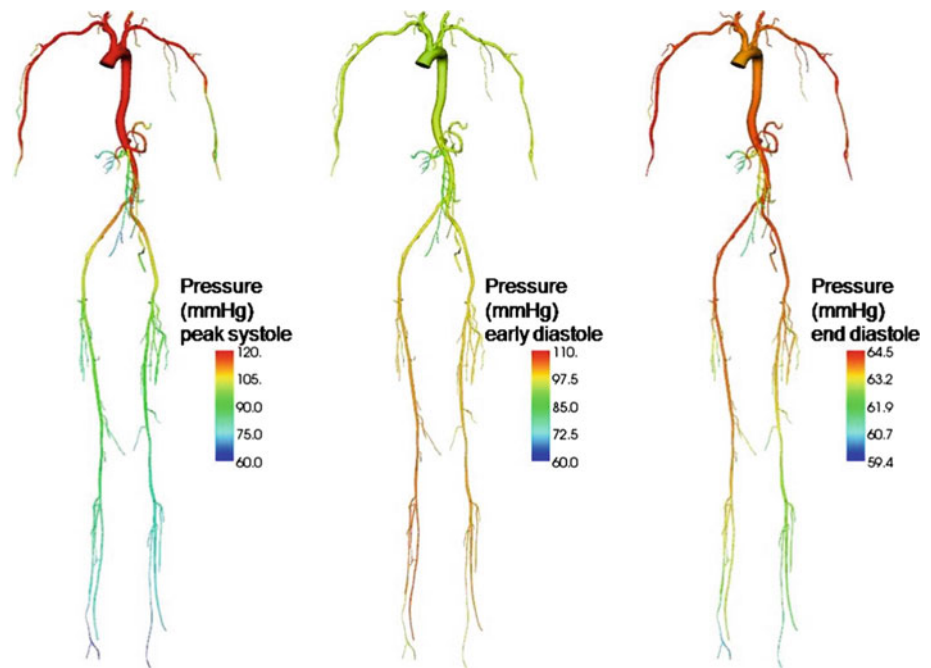 Pressure
(mmHg)
peak systole
120.
105.
90.0
75.0
60.0
Pressure
(mmHg)
early diastole
110.
97.5
85.0
72.5
60.0
Pressure
(mmHg)
end diastole
64.5
63.2
61.9
60.7
59.4